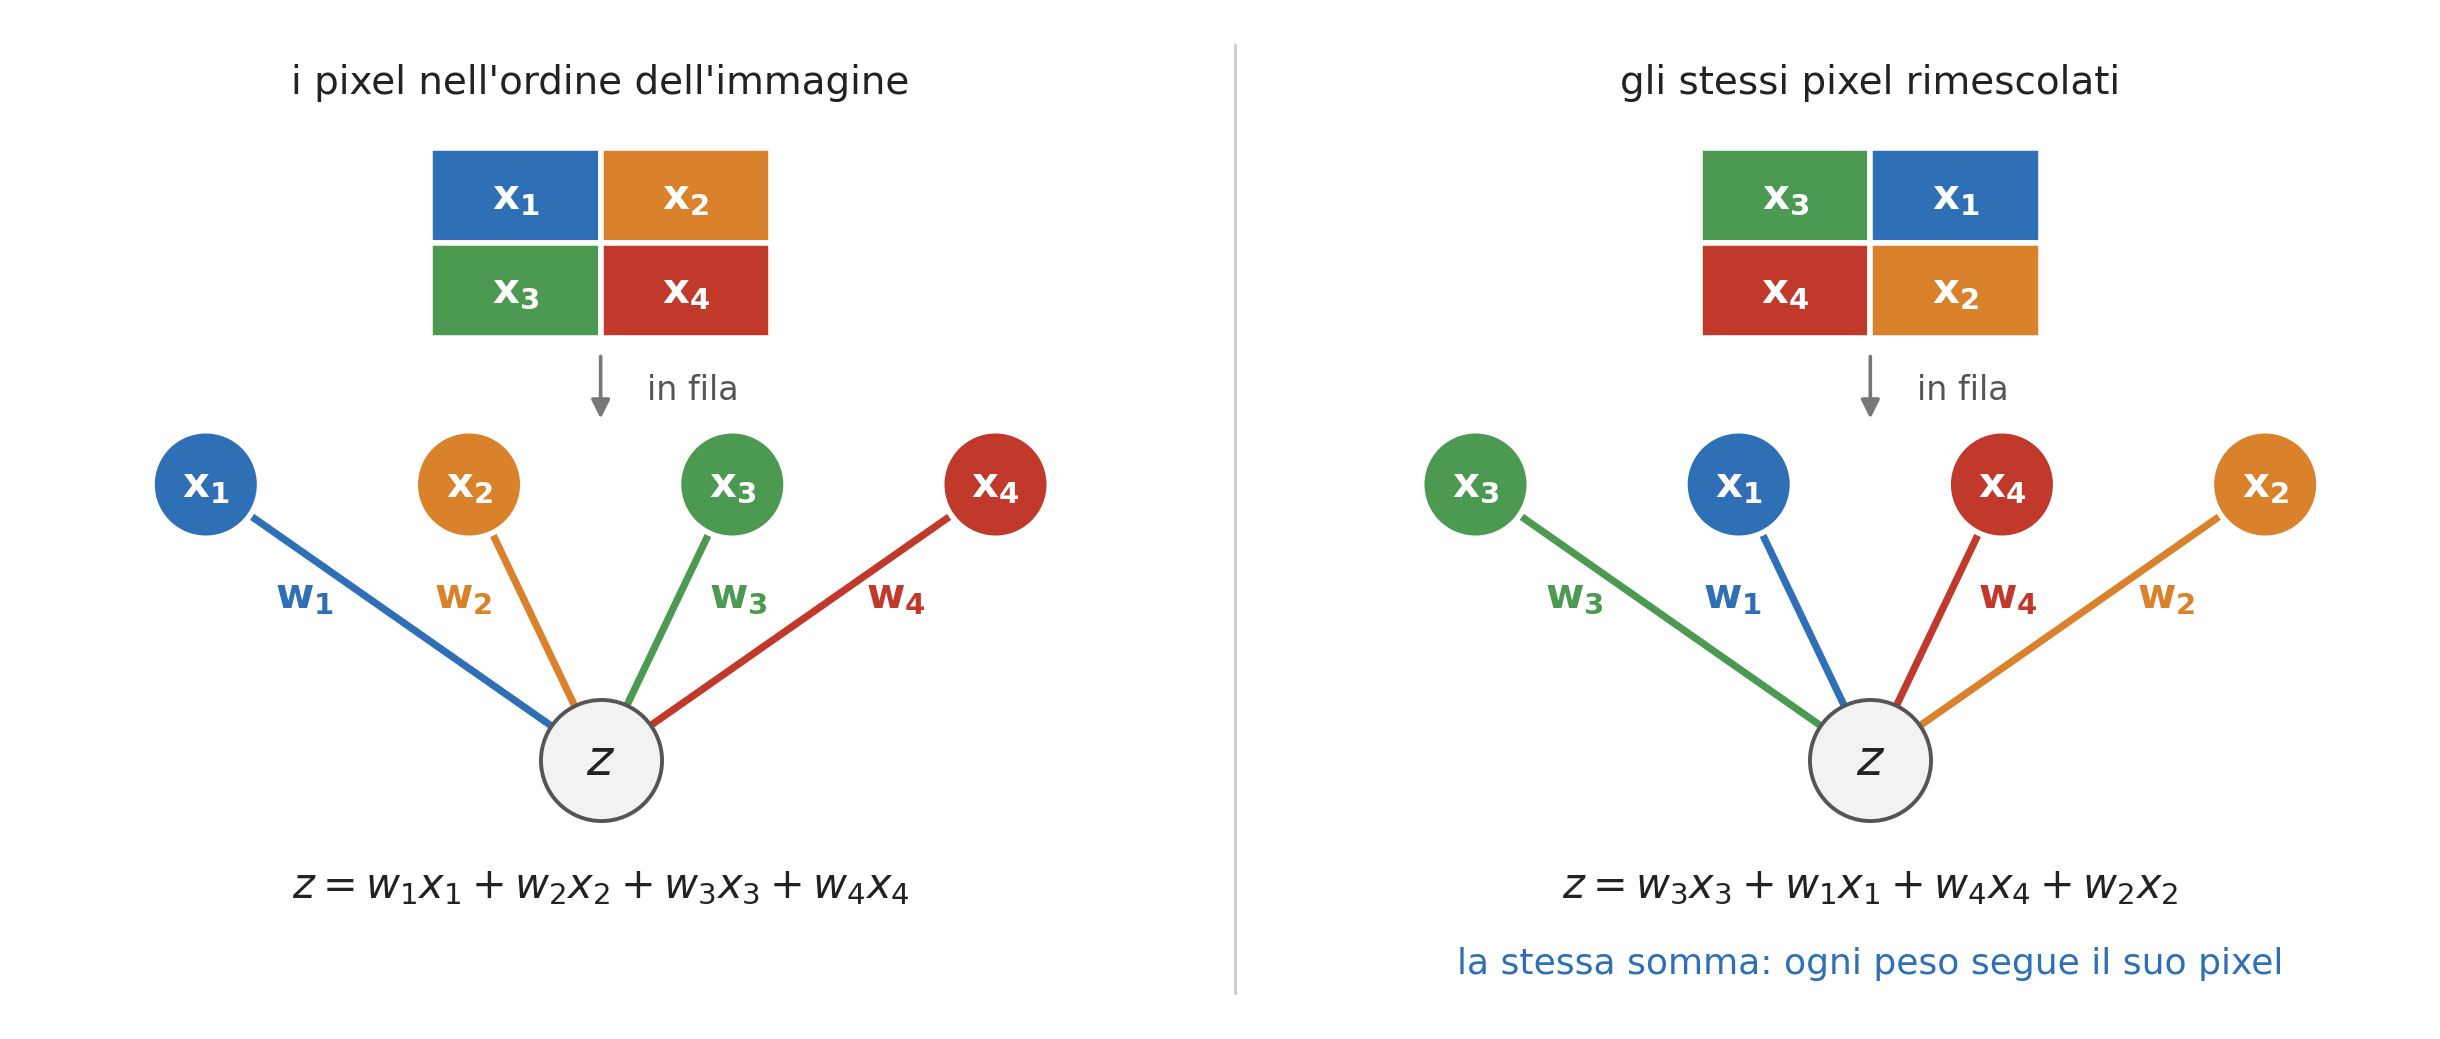 i pixel nell'ordine dell'immagine
x₁ x₂
x₃ x₄
in fila
x₁ x₂ x₃ x₄
w₁ w₂ w₃ w₄
z
z = w₁x₁ + w₂x₂ + w₃x₃ + w₄x₄
gli stessi pixel rimescolati
x₃ x₁
x₄ x₂
in fila
x₃ x₁ x₄ x₂
w₃ w₁ w₄ w₂
z
z = w₃x₃ + w₁x₁ + w₄x₄ + w₂x₂
la stessa somma: ogni peso segue il suo pixel